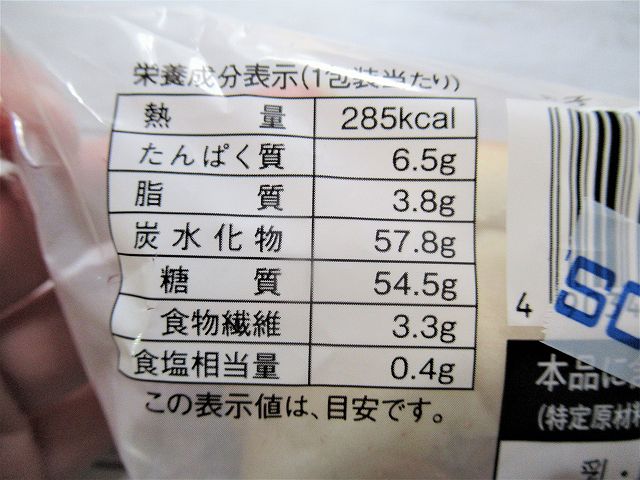 栄養成分表示(1包装当たり)
熱量 285kcal
たんぱく質 6.5g
脂質 3.8g
炭水化物 57.8g
糖質 54.5g
食物繊維 3.3g
食塩相当量 0.4g
この表示値は、目安です。
4
本品に
(特定原材料
乳・